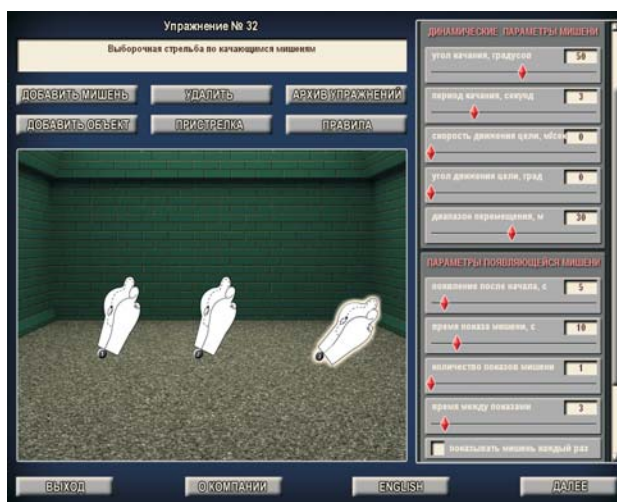 Упражнение № 32
Выборочная стрельба по качающимся мишеням
ДОБАВИТЬ МИШЕНЬ
УДАЛИТЬ
АРХИВ УПРАЖНЕНИЙ
ДОБАВИТЬ ОБЪЕКТ
ПРИСТРЕЛКА
ПРАВИЛА
ДИНАМИЧЕСКИЕ ПАРАМЕТРЫ МИШЕНИ
угол качания, градусов 50
период качания, секунд 3
скорость движения цели, м/сек 0
угол движения цели, град 0
диапазон перемещения, м 30
ПАРАМЕТРЫ ПОЯВЛЯЮЩЕЙСЯ МИШЕНИ
появление после начала, с 5
время показа мишени, с 10
количество показов мишени 1
время между показами 3
показывать мишень каждый раз
ВЫХОД
О КОМПАНИИ
ENGLISH
ДАЛЕЕ